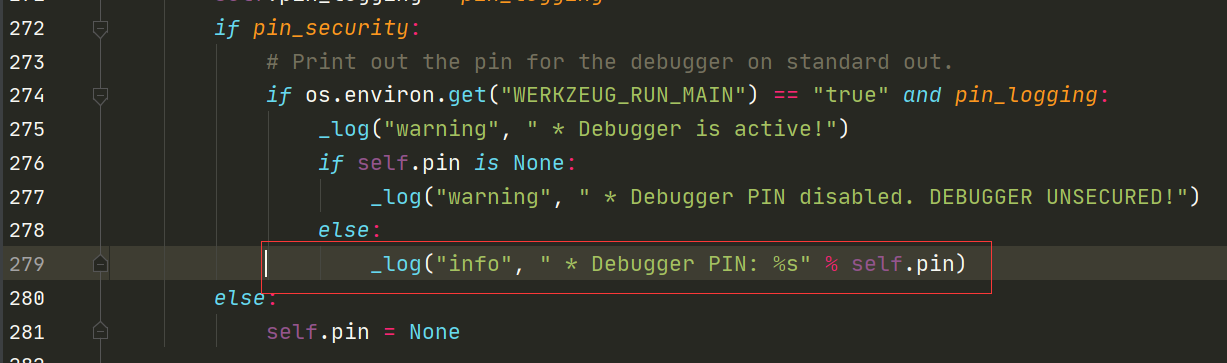 self.pin_logging = pin_logging
272 if pin_security:
273 # Print out the pin for the debugger on standard out.
274 if os.environ.get("WERKZEUG_RUN_MAIN") == "true" and pin_logging:
275 _log("warning", " * Debugger is active!")
276 if self.pin is None:
277 _log("warning", " * Debugger PIN disabled. DEBUGGER UNSECURED!")
278 else:
279 _log("info", " * Debugger PIN: %s" % self.pin)
280 else:
281 self.pin = None